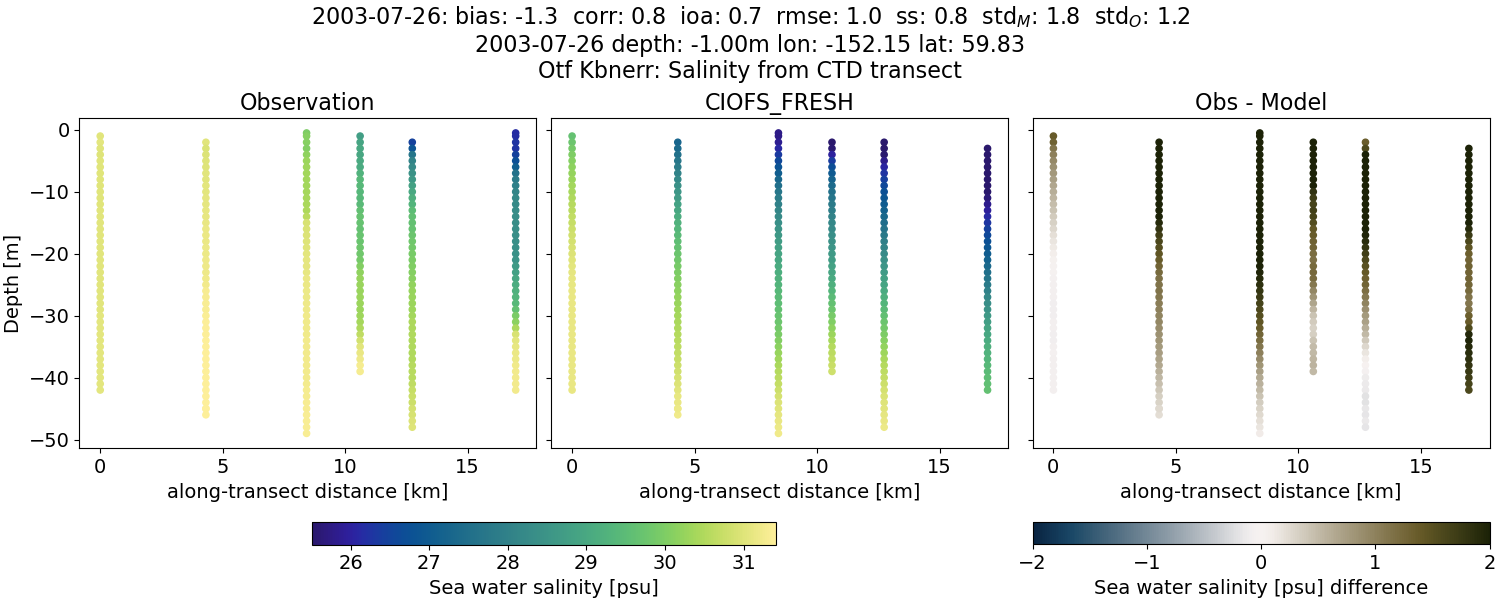 2003-07-26: bias: -1.3  corr: 0.8  ioa: 0.7  rmse: 1.0  ss: 0.8  std_M: 1.8  std_O: 1.2
2003-07-26 depth: -1.00m lon: -152.15 lat: 59.83
Otf Kbnerr: Salinity from CTD transect
Observation
CIOFS_FRESH
Obs - Model
Depth [m]
0
−10
−20
−30
−40
−50
0 5 10 15
0 5 10 15
0 5 10 15
along-transect distance [km]
along-transect distance [km]
along-transect distance [km]
26 27 28 29 30 31
Sea water salinity [psu]
−2 −1 0 1 2
Sea water salinity [psu] difference